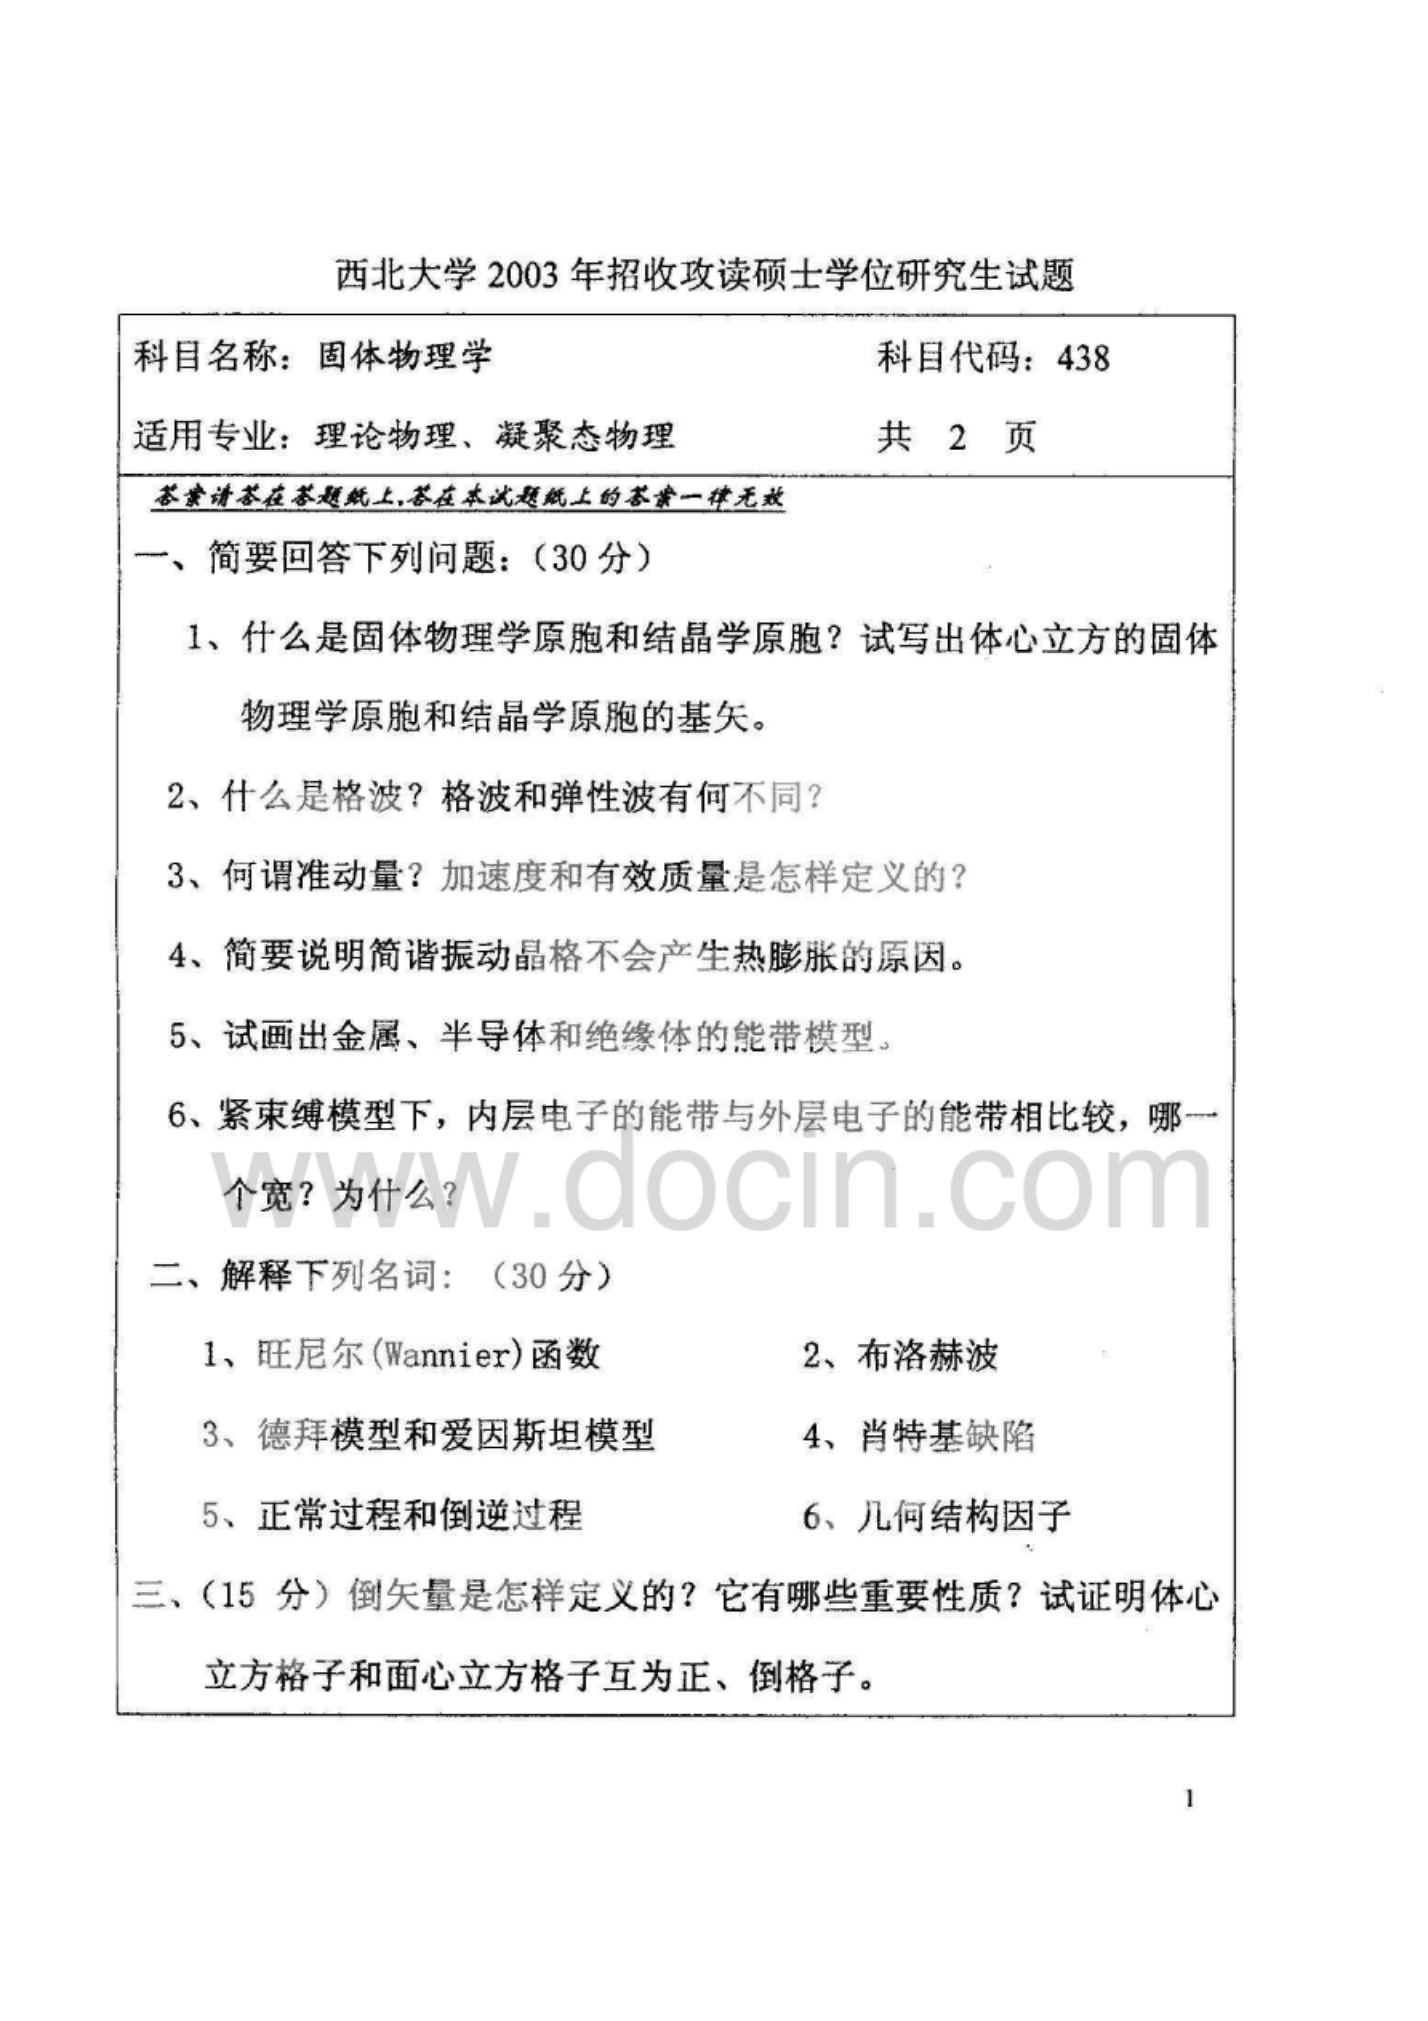 西北大学 2003 年招收攻读硕士学位研究生试题
科目名称：固体物理学 科目代码：438
适用专业：理论物理、凝聚态物理 共 2 页
答案请答在答题纸上，答在本试题纸上的答案一律无效
一、简要回答下列问题：（30 分）
1、什么是固体物理学原胞和结晶学原胞？试写出体心立方的固体
物理学原胞和结晶学原胞的基矢。
2、什么是格波？格波和弹性波有何不同？
3、何谓准动量？加速度和有效质量是怎样定义的？
4、简要说明简谐振动晶格不会产生热膨胀的原因。
5、试画出金属、半导体和绝缘体的能带模型。
6、紧束缚模型下，内层电子的能带与外层电子的能带相比较，哪一
个宽？为什么？
www.docin.com
二、解释下列名词：（30 分）
1、旺尼尔(Wannier)函数 2、布洛赫波
3、德拜模型和爱因斯坦模型 4、肖特基缺陷
5、正常过程和倒逆过程 6、几何结构因子
三、（15 分）倒矢量是怎样定义的？它有哪些重要性质？试证明体心
立方格子和面心立方格子互为正、倒格子。
1